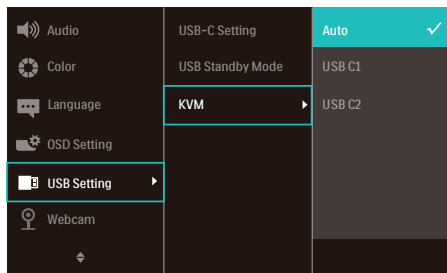 Audio
Color
Language
OSD Setting
USB Setting
Webcam
USB-C Setting
USB Standby Mode
KVM
Auto
USB C1
USB C2